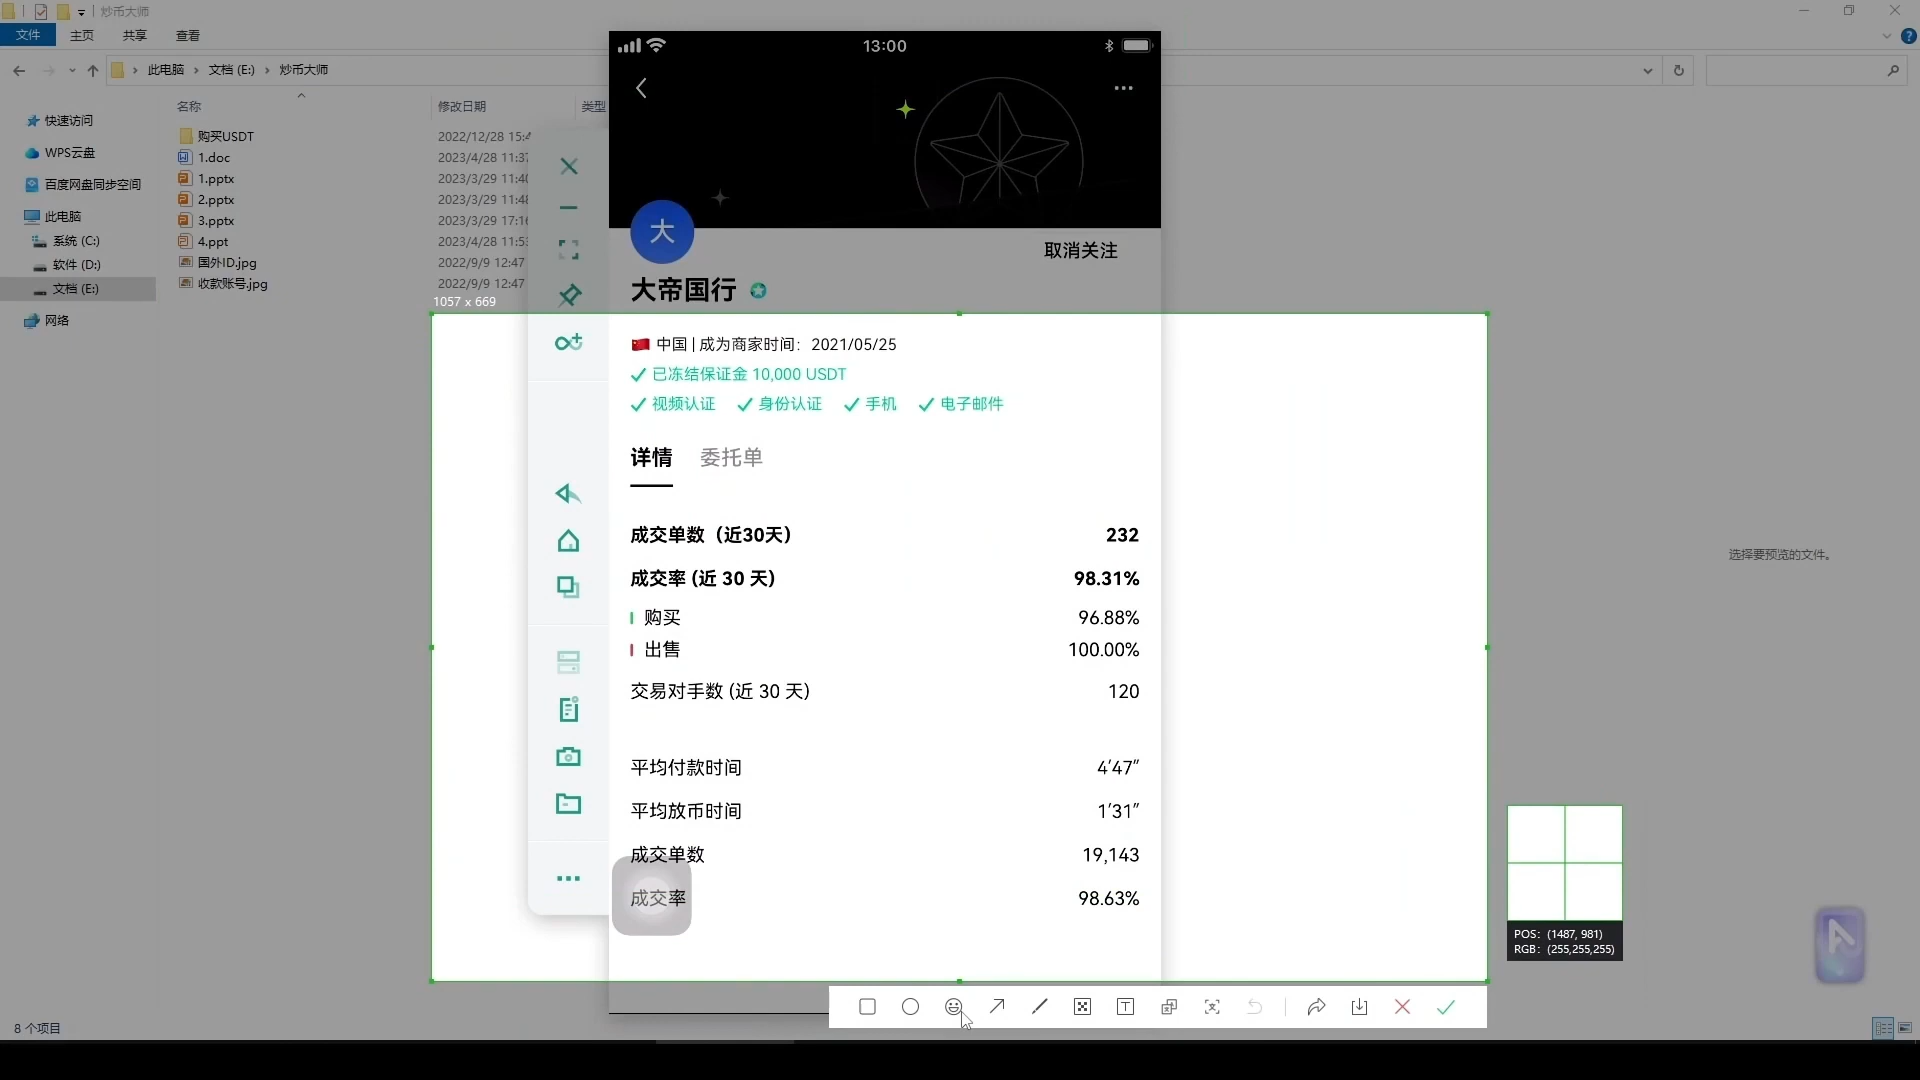 炒币大师
文件 主页 共享 查看
此电脑 文档 (E:) 炒币大师
名称 修改日期 类型
快速访问
WPS云盘
百度网盘同步空间
此电脑
系统 (C:)
软件 (D:)
文档 (E:)
网络
购买USDT 2022/12/28 15:4
1.doc 2023/4/28 11:37
1.pptx 2023/3/29 11:40
2.pptx 2023/3/29 11:48
3.pptx 2023/3/29 17:16
4.ppt 2023/4/28 11:53
国外ID.jpg 2022/9/9 12:47
收款账号.jpg 2022/9/9 12:47
1057 x 669
13:00
大
取消关注
大帝国行
中国 | 成为商家时间：2021/05/25
已冻结保证金 10,000 USDT
视频认证 身份认证 手机 电子邮件
详情 委托单
成交单数（近30天） 232
成交率 (近 30 天) 98.31%
购买 96.88%
出售 100.00%
交易对手数 (近 30 天) 120
平均付款时间 4′47″
平均放币时间 1′31″
成交单数 19,143
成交率 98.63%
选择要预览的文件。
POS： (1487, 981)
RGB： (255,255,255)
8 个项目